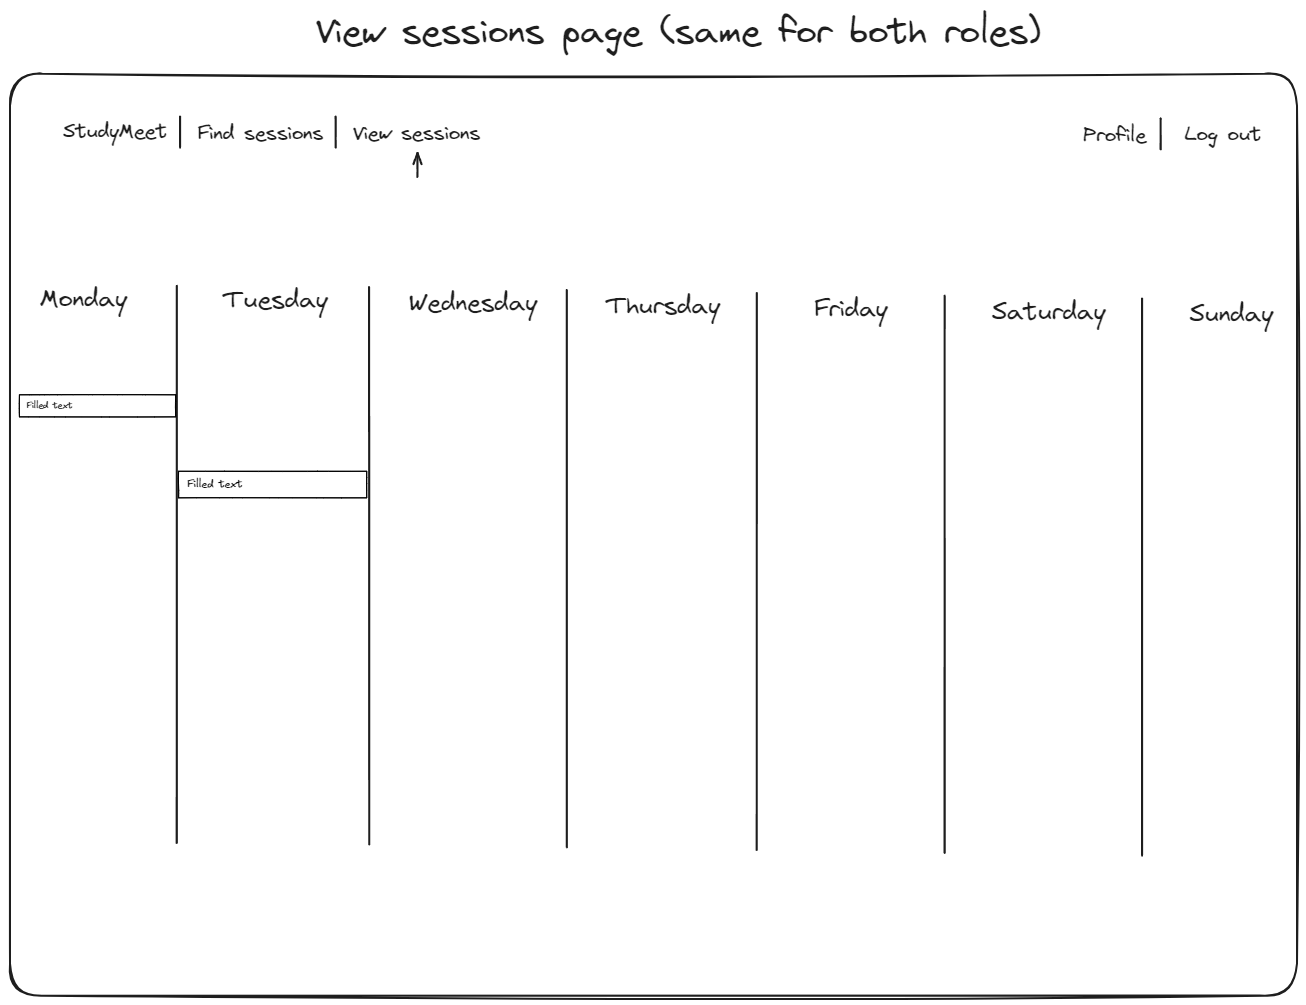 View sessions page (same for both roles)
StudyMeet Find sessions View sessions Profile Log out
Monday Tuesday Wednesday Thursday Friday Saturday Sunday
Filled text
Filled text